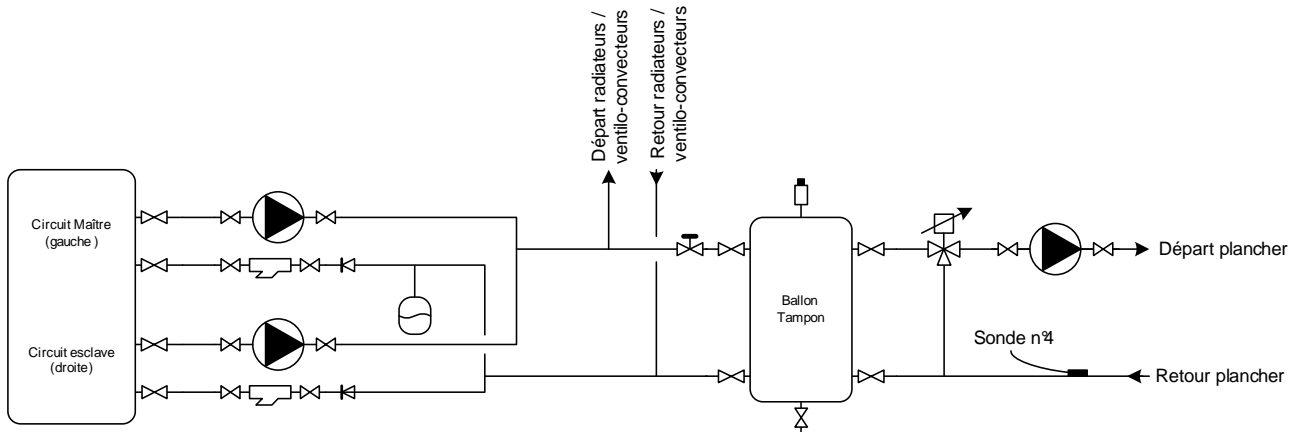 Départ radiateurs /
ventilo-convecteurs
Retour radiateurs /
ventilo-convecteurs
Circuit Maître
(gauche)
Départ plancher
Ballon
Tampon
Sonde n°4
Circuit esclave
(droite)
Retour plancher